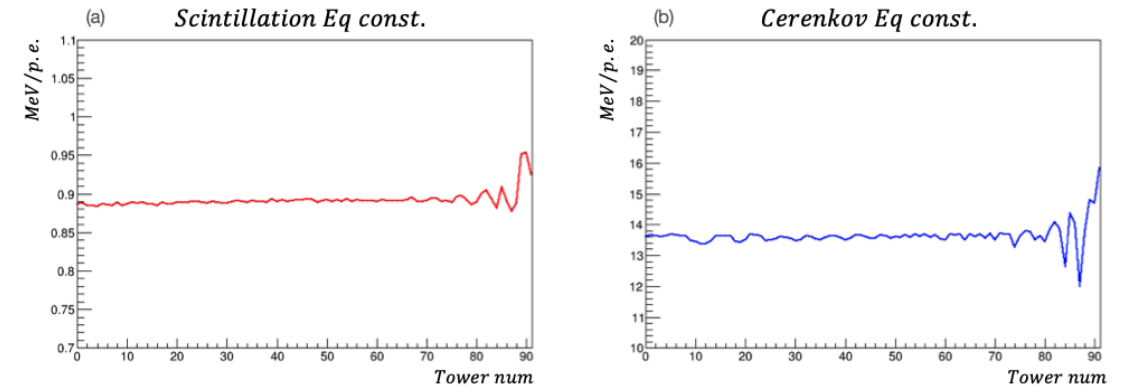 (a) Scintillation Eq const.
MeV/p.e.
1.1
1.05
1
0.95
0.9
0.85
0.8
0.75
0.7
0 10 20 30 40 50 60 70 80 90
Tower num
(b) Cerenkov Eq const.
MeV/p.e.
20
19
18
17
16
15
14
13
12
11
10
0 10 20 30 40 50 60 70 80 90
Tower num